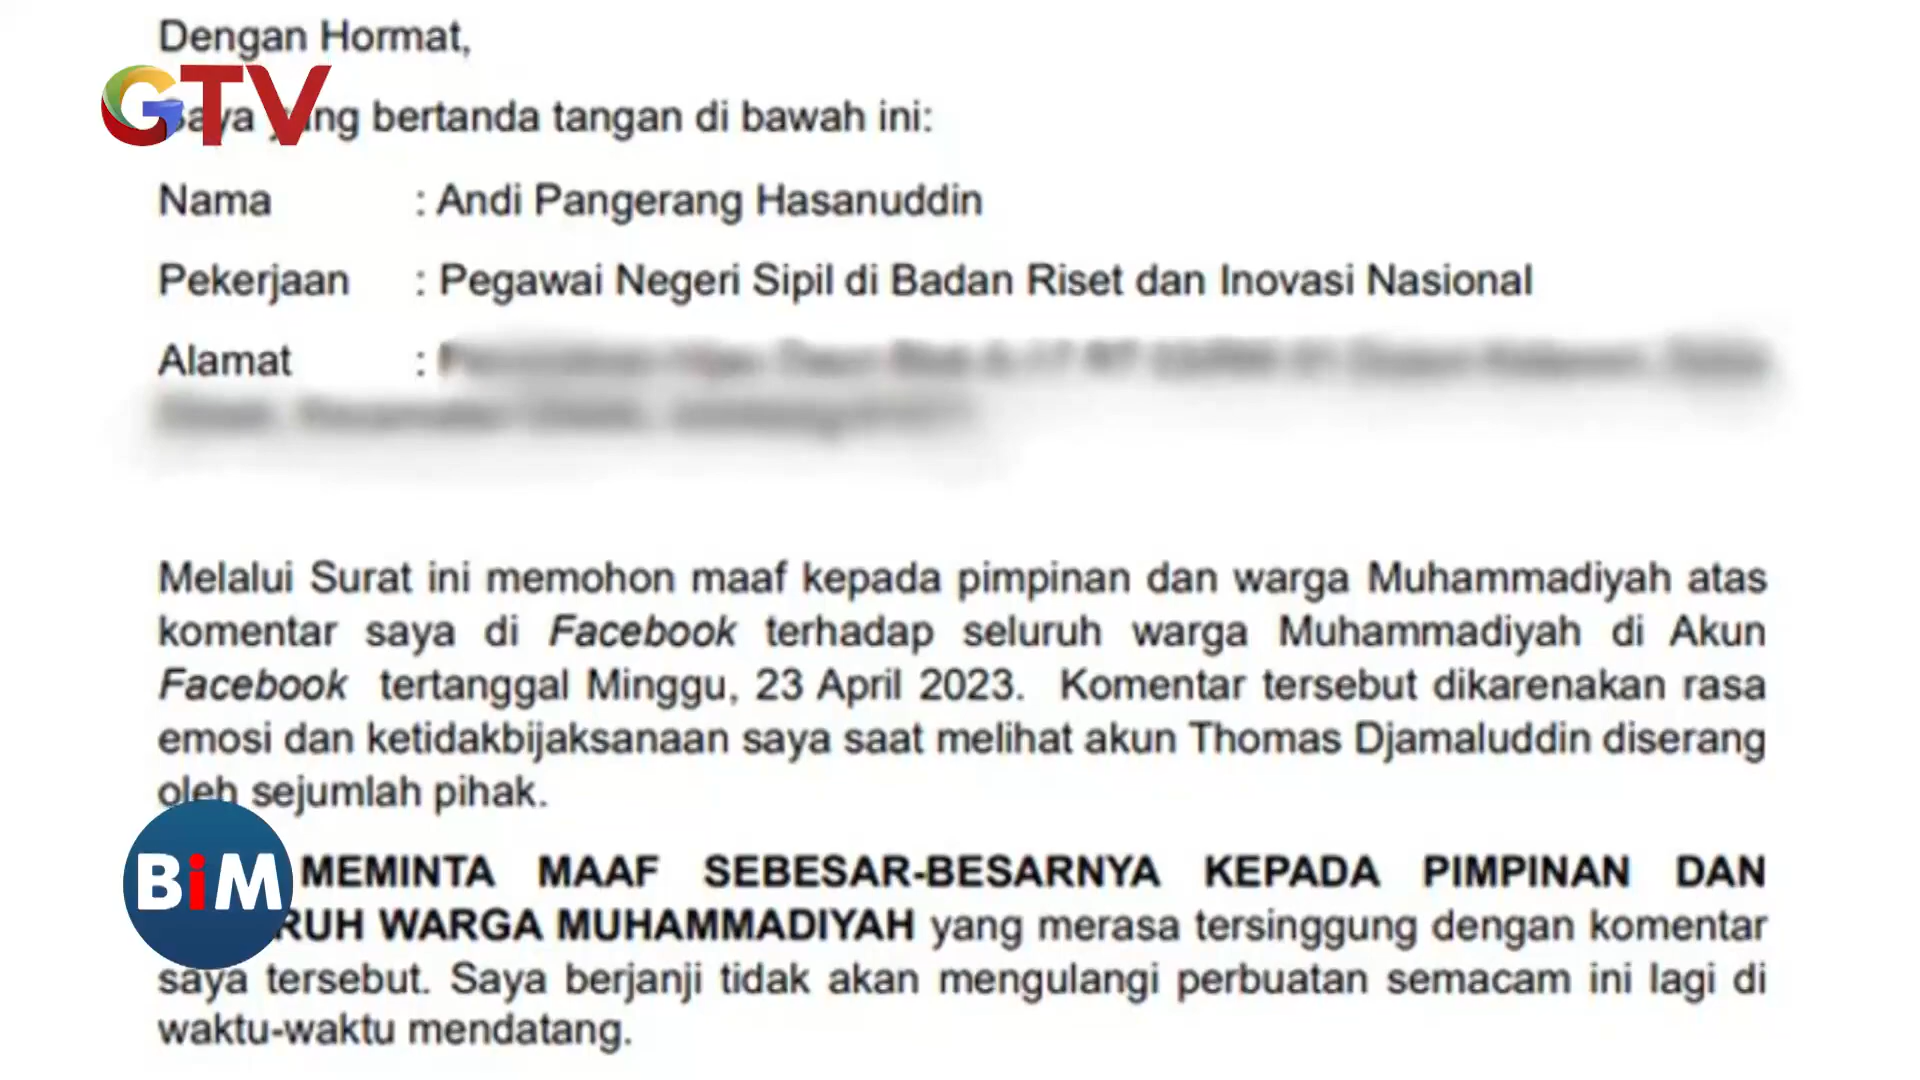 Dengan Hormat,
GTV
Saya yang bertanda tangan di bawah ini:
Nama : Andi Pangerang Hasanuddin
Pekerjaan : Pegawai Negeri Sipil di Badan Riset dan Inovasi Nasional
Alamat :
Melalui Surat ini memohon maaf kepada pimpinan dan warga Muhammadiyah atas
komentar saya di Facebook terhadap seluruh warga Muhammadiyah di Akun
Facebook tertanggal Minggu, 23 April 2023. Komentar tersebut dikarenakan rasa
emosi dan ketidakbijaksanaan saya saat melihat akun Thomas Djamaluddin diserang
oleh sejumlah pihak.
BiM
MEMINTA MAAF SEBESAR-BESARNYA KEPADA PIMPINAN DAN
RUH WARGA MUHAMMADIYAH yang merasa tersinggung dengan komentar
saya tersebut. Saya berjanji tidak akan mengulangi perbuatan semacam ini lagi di
waktu-waktu mendatang.